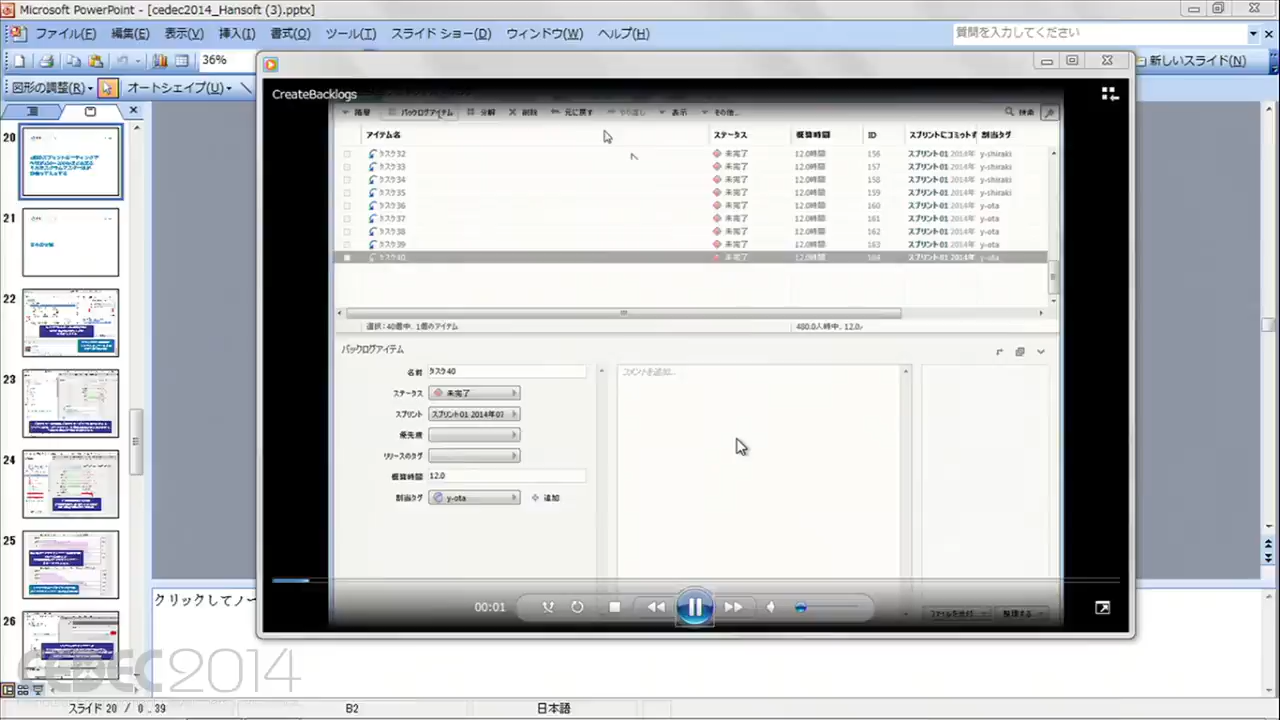 Microsoft PowerPoint - [cedec2014_Hansoft (3).pptx]
ファイル(F) 編集(E) 表示(V) 挿入(I) 書式(O) ツール(T) スライド ショー(D) ウィンドウ(W) ヘルプ(H) 質問を入力してください
36% 新しいスライド(N)
図形の調整(R) オートシェイプ(U)
CreateBacklogs
階層 バックログアイテム 分解 削除 元に戻す やり直し 表示 その他... 検索
アイテム名 ステータス 概算時間 ID スプリントにコミットす 割当タグ
タスク32 未完了 12.0時間 156 スプリント01 2014年 y-shiraki
タスク33 未完了 12.0時間 157 スプリント01 2014年 y-shiraki
タスク34 未完了 12.0時間 158 スプリント01 2014年 y-shiraki
タスク35 未完了 12.0時間 159 スプリント01 2014年 y-shiraki
タスク36 未完了 12.0時間 160 スプリント01 2014年 y-ota
タスク37 未完了 12.0時間 161 スプリント01 2014年 y-ota
タスク38 未完了 12.0時間 162 スプリント01 2014年 y-ota
タスク39 未完了 12.0時間 163 スプリント01 2014年 y-ota
タスク40 未完了 12.0時間 164 スプリント01 2014年 y-ota
選択: 40個中、1個のアイテム 480.0人時中、12.0
バックログアイテム
名前 タスク40 コメントを追加...
ステータス 未完了
スプリント スプリント01 2014年07
優先度
リリースのタグ
概算時間 12.0
割当タグ y-ota 追加
00:01
ファイルを添付 整理する
20
21
22
23
24
25
26
クリックしてノー
CEDEC2014
スライド 20 / 0..39 B2 日本語